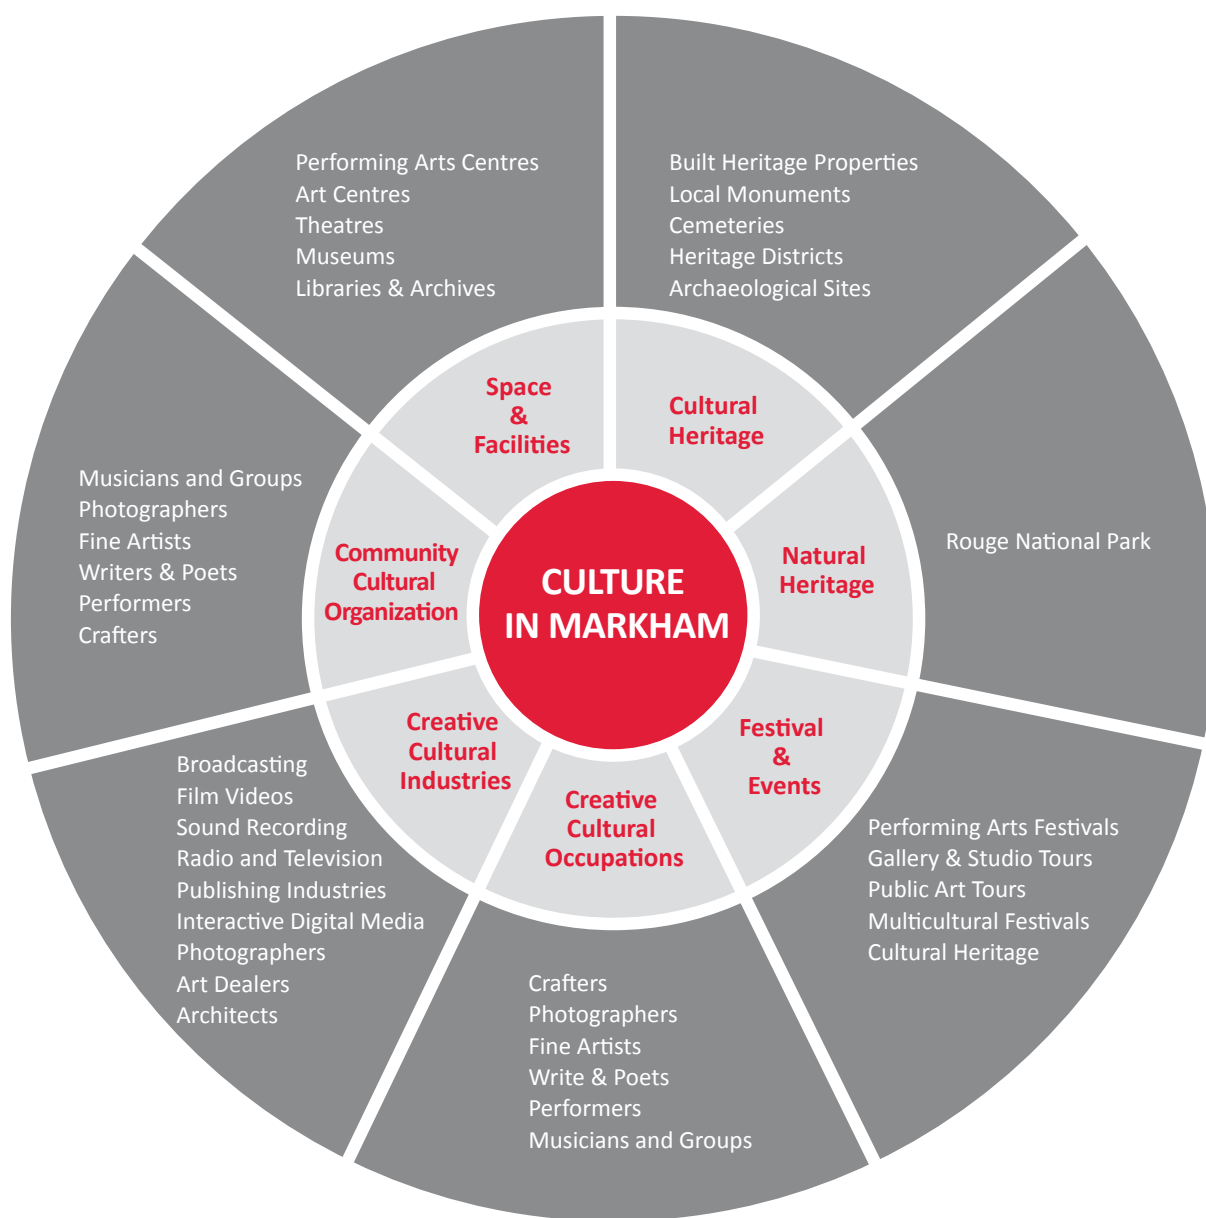 CULTURE
IN MARKHAM
Cultural
Heritage
Built Heritage Properties
Local Monuments
Cemeteries
Heritage Districts
Archaeological Sites
Natural
Heritage
Rouge National Park
Festival
&
Events
Performing Arts Festivals
Gallery & Studio Tours
Public Art Tours
Multicultural Festivals
Cultural Heritage
Creative
Cultural
Occupations
Crafters
Photographers
Fine Artists
Write & Poets
Performers
Musicians and Groups
Creative
Cultural
Industries
Broadcasting
Film Videos
Sound Recording
Radio and Television
Publishing Industries
Interactive Digital Media
Photographers
Art Dealers
Architects
Community
Cultural
Organization
Musicians and Groups
Photographers
Fine Artists
Writers & Poets
Performers
Crafters
Space
&
Facilities
Performing Arts Centres
Art Centres
Theatres
Museums
Libraries & Archives